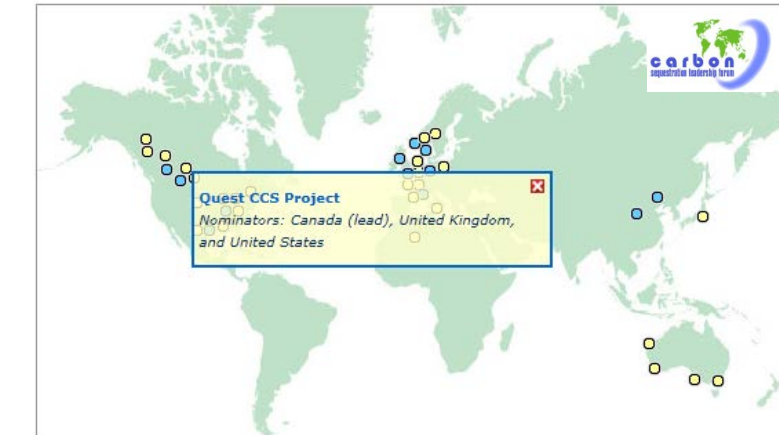 carbon
sequestration leadership forum
Quest CCS Project
Nominators: Canada (lead), United Kingdom,
and United States